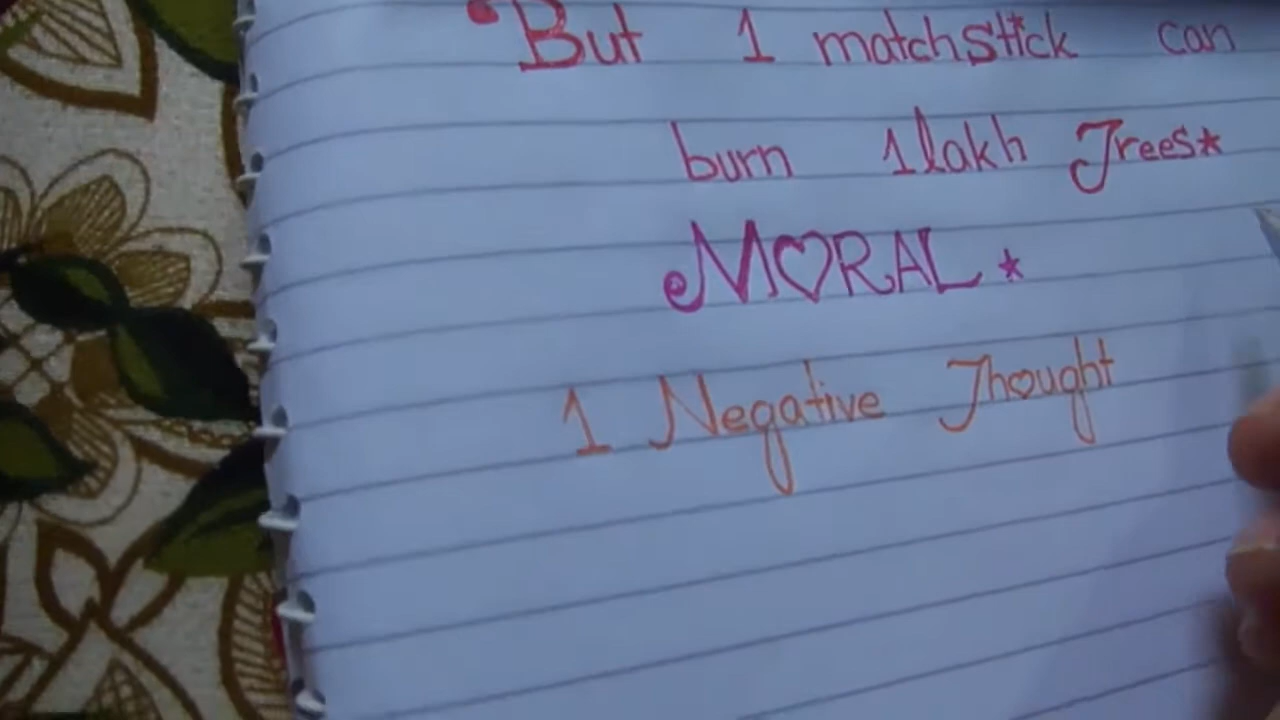 But 1 matchstick can
burn 1lakh Trees*
MORAL *
1 Negative Thought